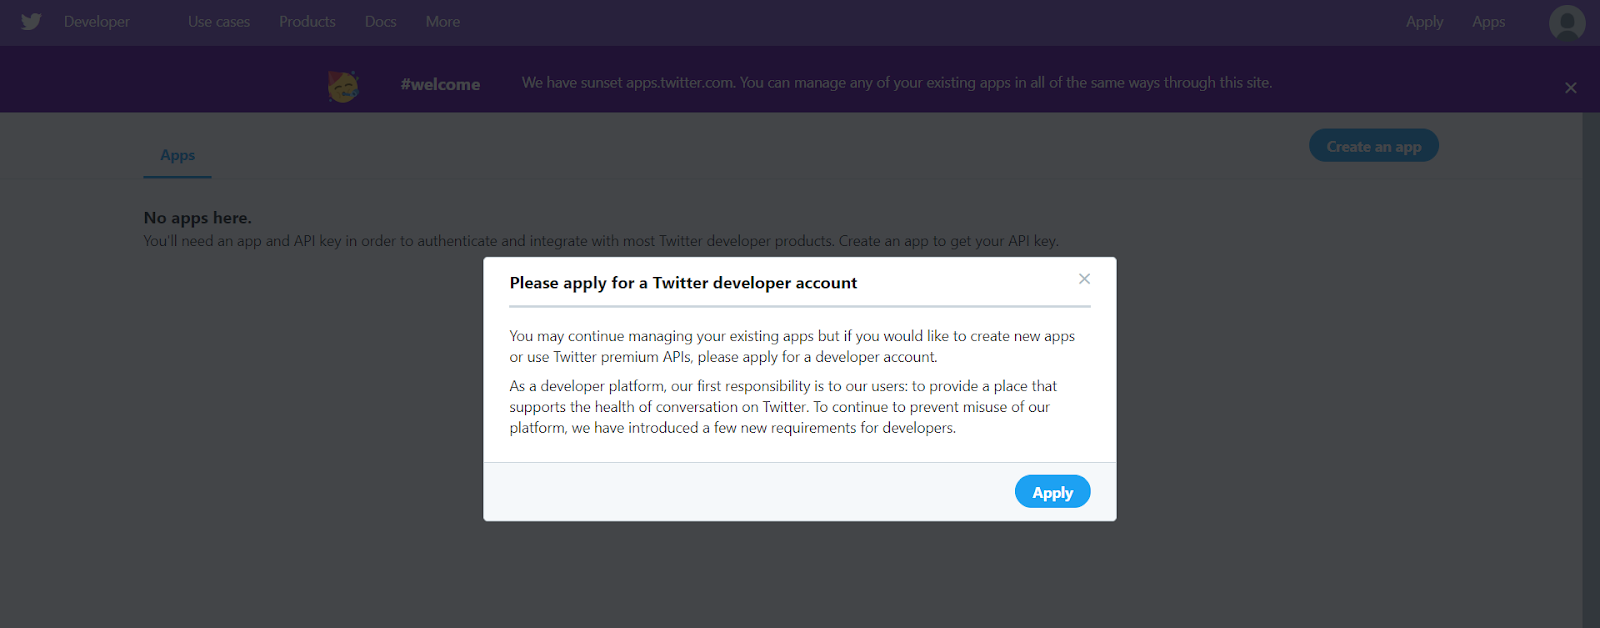 Developer Use cases Products Docs More Apply Apps
#welcome We have sunset apps.twitter.com. You can manage any of your existing apps in all of the same ways through this site.
Apps
Create an app
No apps here.
You'll need an app and API key in order to authenticate and integrate with most Twitter developer products. Create an app to get your API key.
Please apply for a Twitter developer account
You may continue managing your existing apps but if you would like to create new apps
or use Twitter premium APIs, please apply for a developer account.
As a developer platform, our first responsibility is to our users: to provide a place that
supports the health of conversation on Twitter. To continue to prevent misuse of our
platform, we have introduced a few new requirements for developers.
Apply